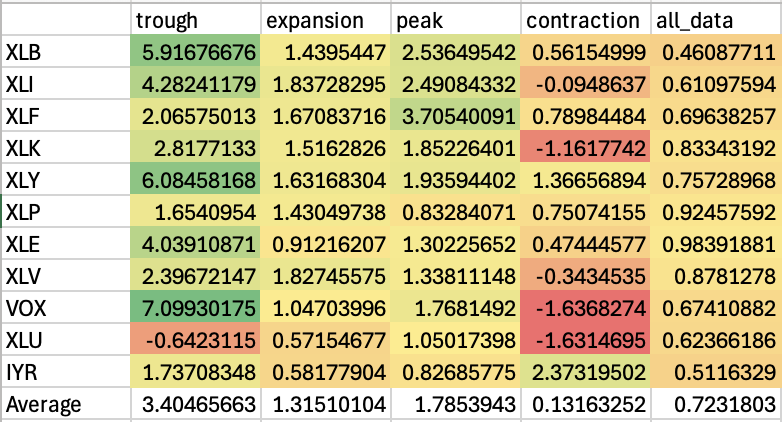 trough expansion peak contraction all_data
XLB 5.91676676 1.4395447 2.53649542 0.56154999 0.46087711
XLI 4.28241179 1.83728295 2.49084332 -0.0948637 0.61097594
XLF 2.06575013 1.67083716 3.70540091 0.78984484 0.69638257
XLK 2.8177133 1.5162826 1.85226401 -1.1617742 0.83343192
XLY 6.08458168 1.63168304 1.93594402 1.36656894 0.75728968
XLP 1.6540954 1.43049738 0.83284071 0.75074155 0.92457592
XLE 4.03910871 0.91216207 1.30225652 0.47444577 0.98391881
XLV 2.39672147 1.82745575 1.33811148 -0.3434535 0.8781278
VOX 7.09930175 1.04703996 1.7681492 -1.6368274 0.67410882
XLU -0.6423115 0.57154677 1.05017398 -1.6314695 0.62366186
IYR 1.73708348 0.58177904 0.82685775 2.37319502 0.5116329
Average 3.40465663 1.31510104 1.7853943 0.13163252 0.7231803